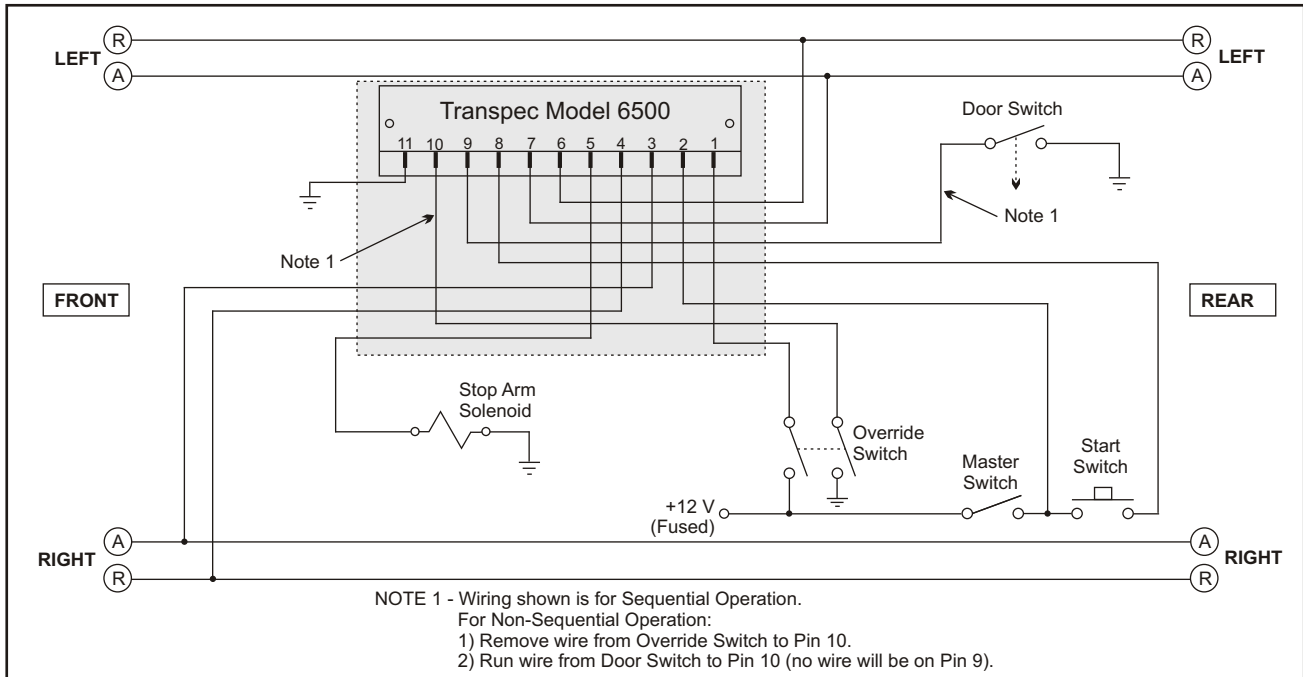 R
LEFT
A
R
LEFT
A
Transpec Model 6500
11 10 9 8 7 6 5 4 3 2 1
Door Switch
Note 1
Note 1
FRONT
REAR
Stop Arm
Solenoid
Override
Switch
Master
Switch
Start
Switch
+12 V
(Fused)
A
RIGHT
R
A
RIGHT
R
NOTE 1 - Wiring shown is for Sequential Operation.
For Non-Sequential Operation:
1) Remove wire from Override Switch to Pin 10.
2) Run wire from Door Switch to Pin 10 (no wire will be on Pin 9).